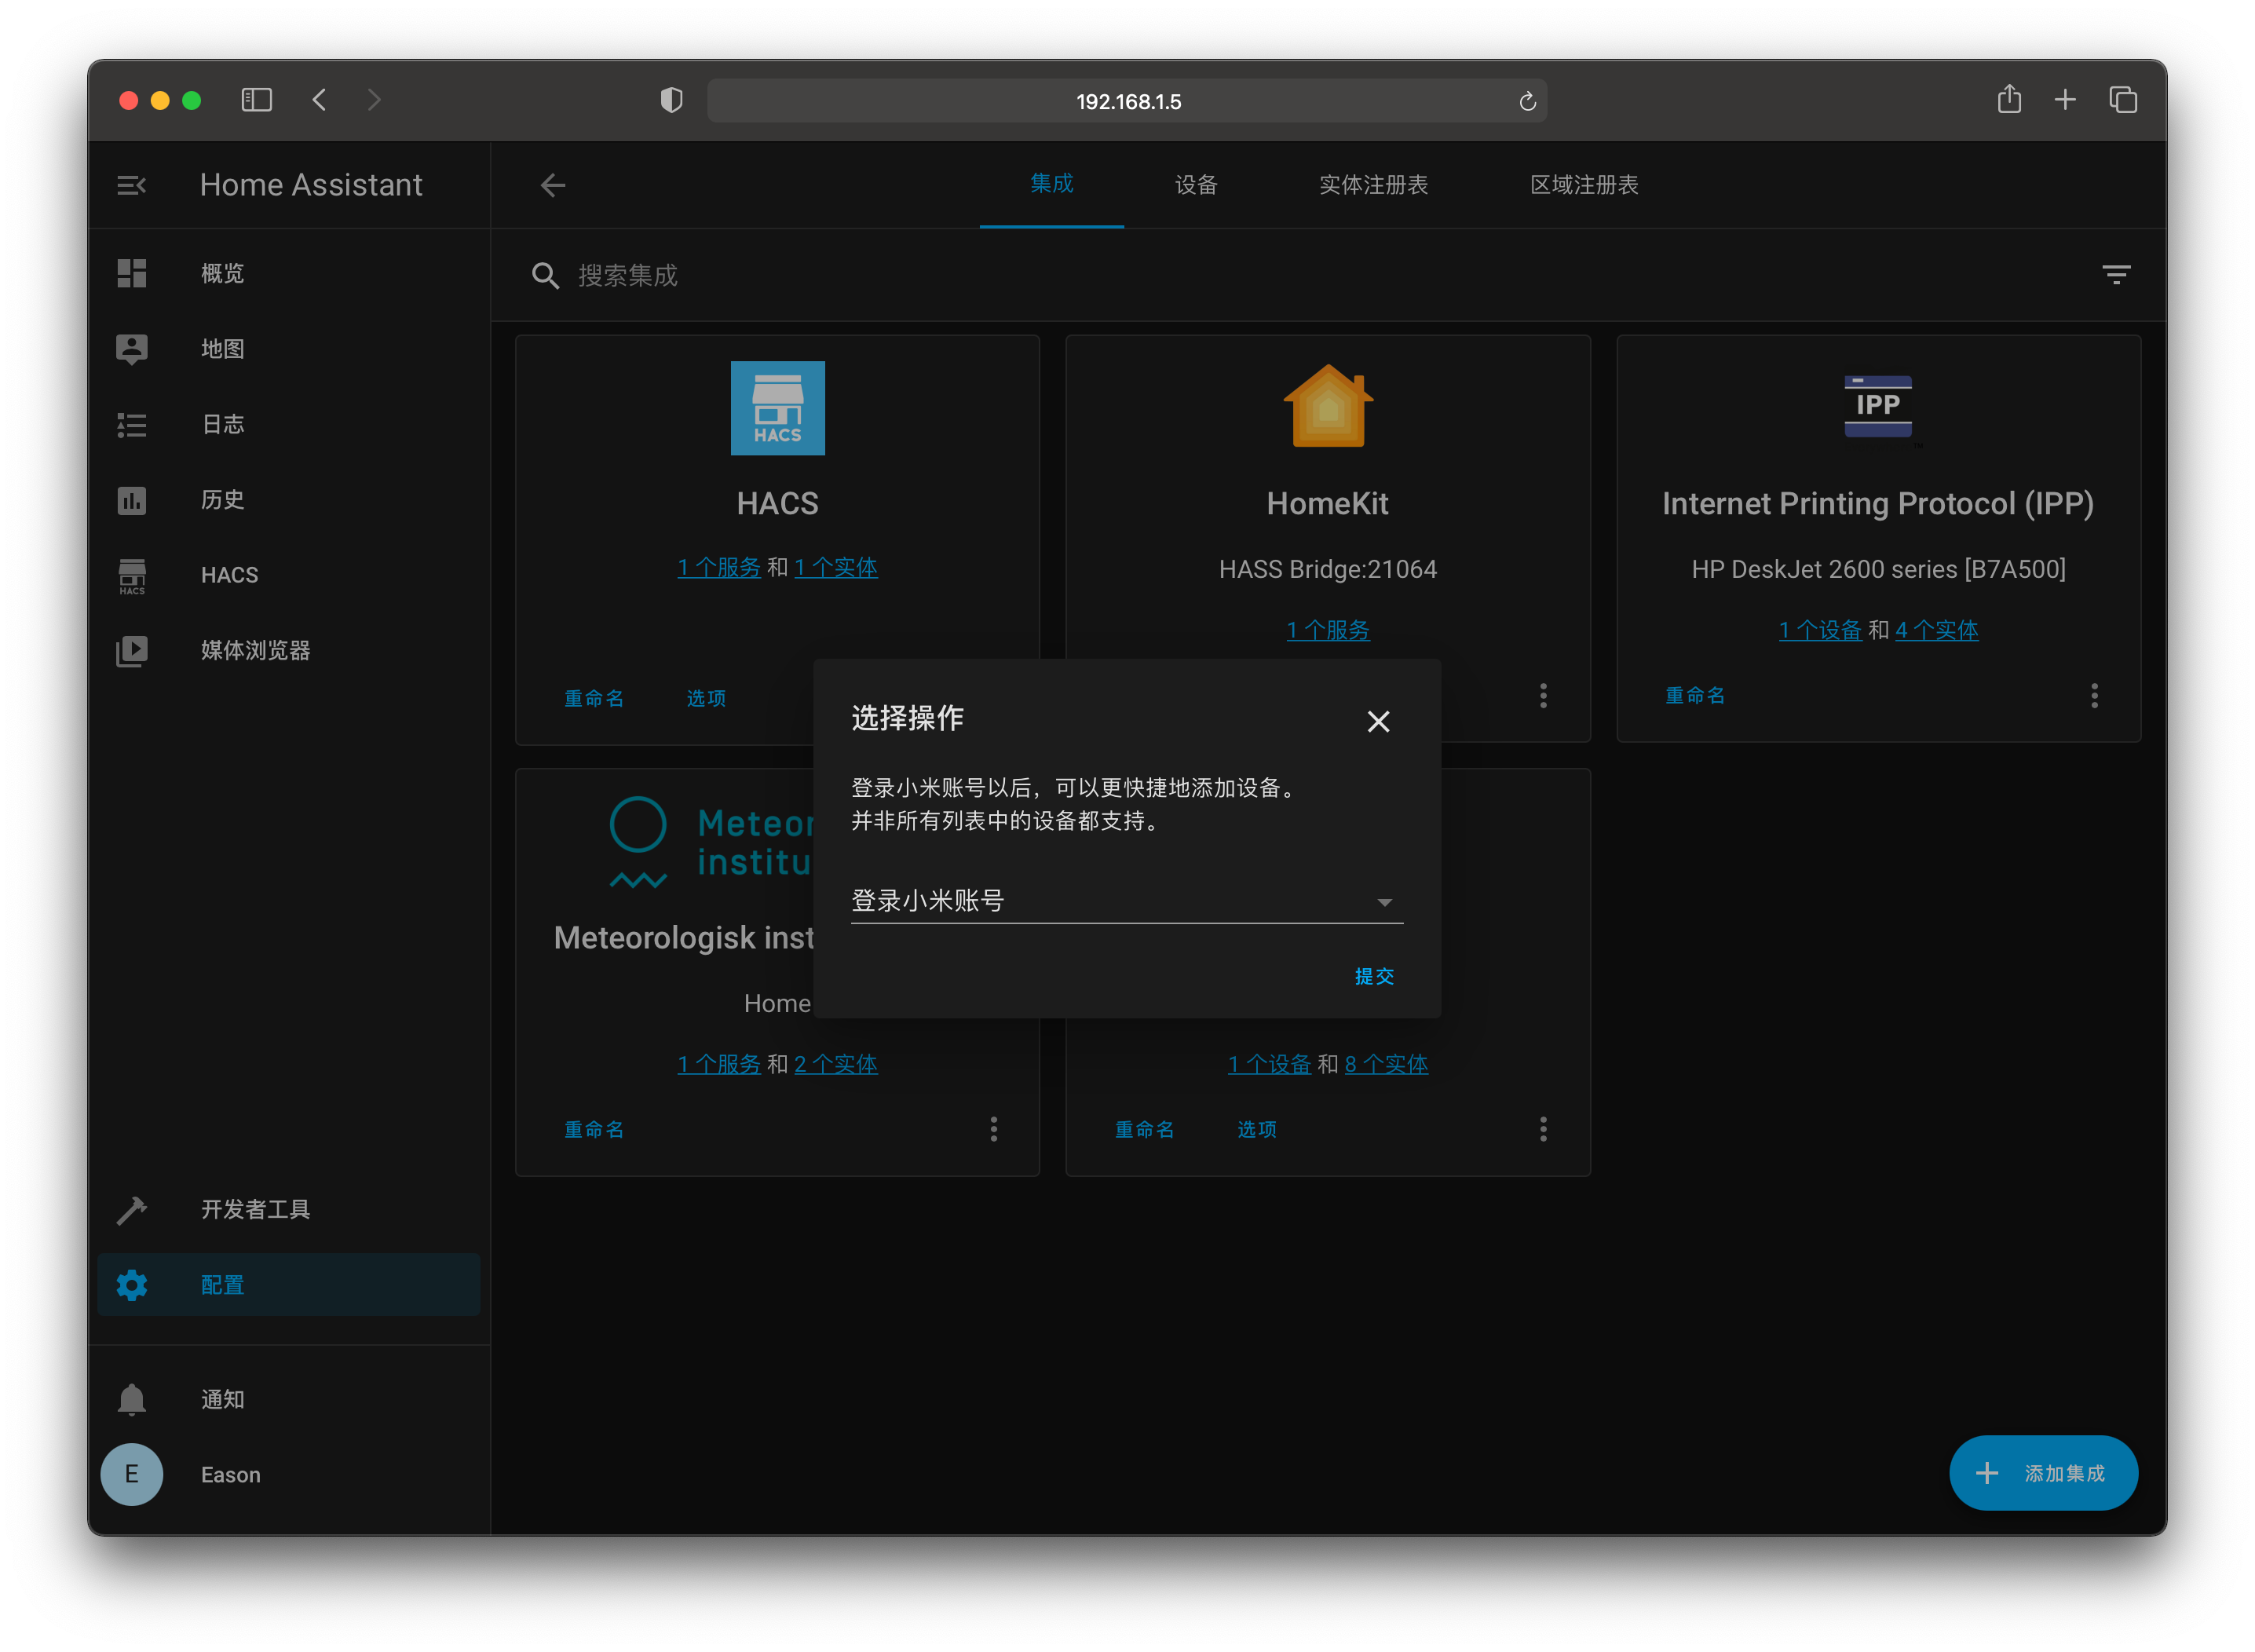 192.168.1.5
Home Assistant
集成
设备
实体注册表
区域注册表
概览
地图
日志
历史
HACS
媒体浏览器
开发者工具
配置
通知
E
Eason
搜索集成
HACS
HACS
1 个服务 和 1 个实体
重命名
选项
HomeKit
HASS Bridge:21064
1 个服务
IPP
Internet Printing Protocol (IPP)
HP DeskJet 2600 series [B7A500]
1 个设备 和 4 个实体
重命名
选择操作
登录小米账号以后，可以更快捷地添加设备。
并非所有列表中的设备都支持。
登录小米账号
提交
Meteor
institu
Meteorologisk inst
Home
1 个服务 和 2 个实体
重命名
1 个设备 和 8 个实体
重命名
选项
添加集成